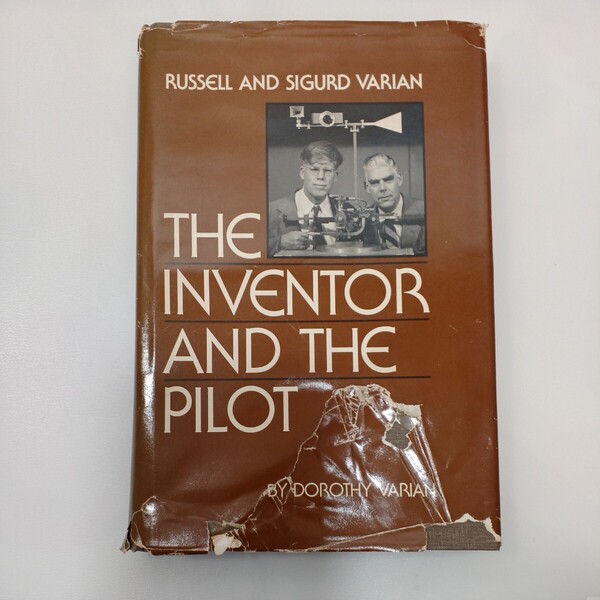 RUSSELL AND SIGURD VARIAN
THE
INVENTOR
AND THE
PILOT
BY DOROTHY VARIAN